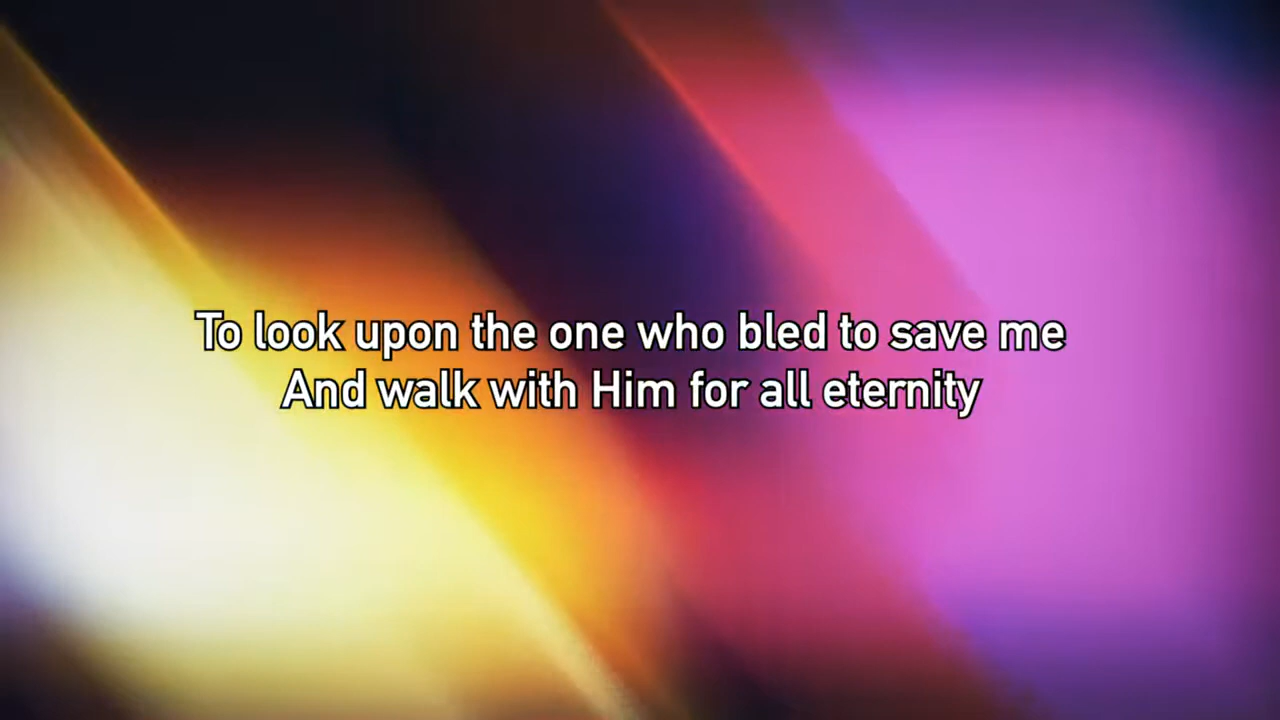 To look upon the one who bled to save me
And walk with Him for all eternity